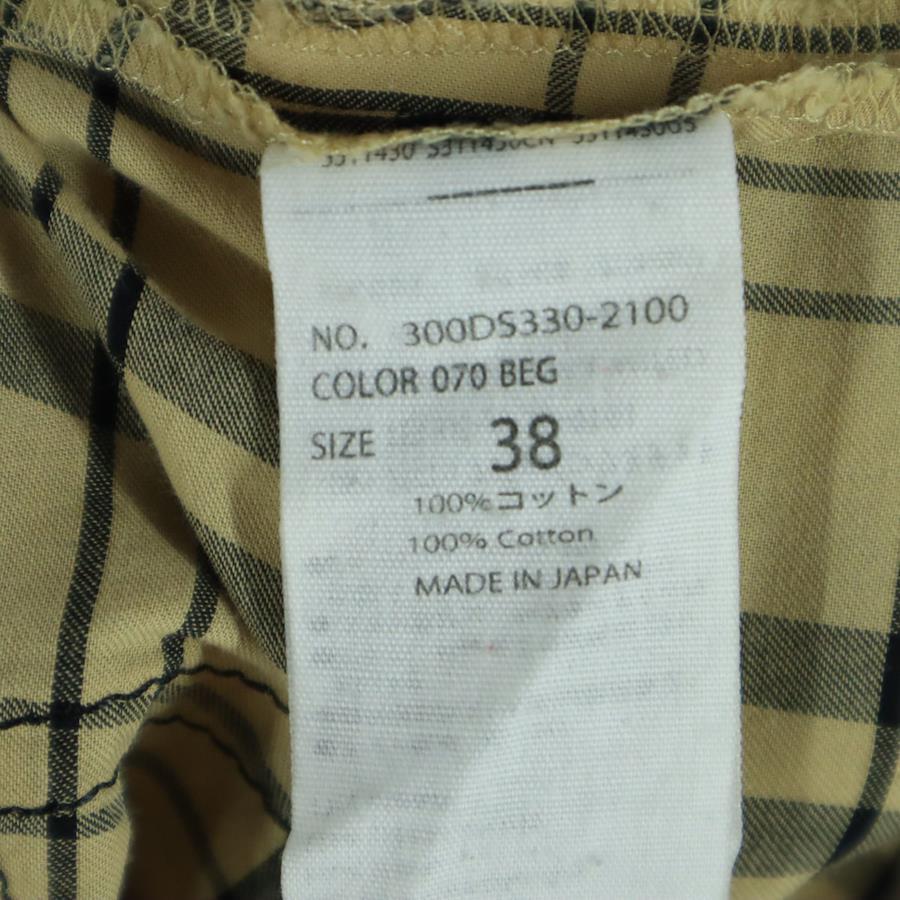 NO. 300DS330-2100
COLOR 070 BEG
SIZE 38
100%コットン
100% Cotton
MADE IN JAPAN